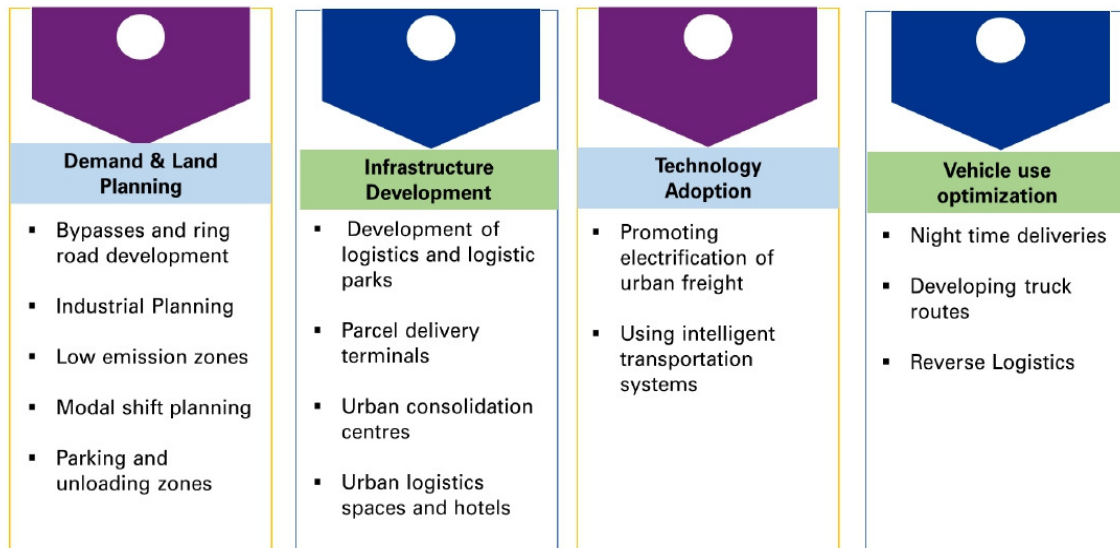 Demand & Land
Planning
▪ Bypasses and ring
road development
▪ Industrial Planning
▪ Low emission zones
▪ Modal shift planning
▪ Parking and
unloading zones
Infrastructure
Development
▪ Development of
logistics and logistic
parks
▪ Parcel delivery
terminals
▪ Urban consolidation
centres
▪ Urban logistics
spaces and hotels
Technology
Adoption
▪ Promoting
electrification of
urban freight
▪ Using intelligent
transportation
systems
Vehicle use
optimization
▪ Night time deliveries
▪ Developing truck
routes
▪ Reverse Logistics